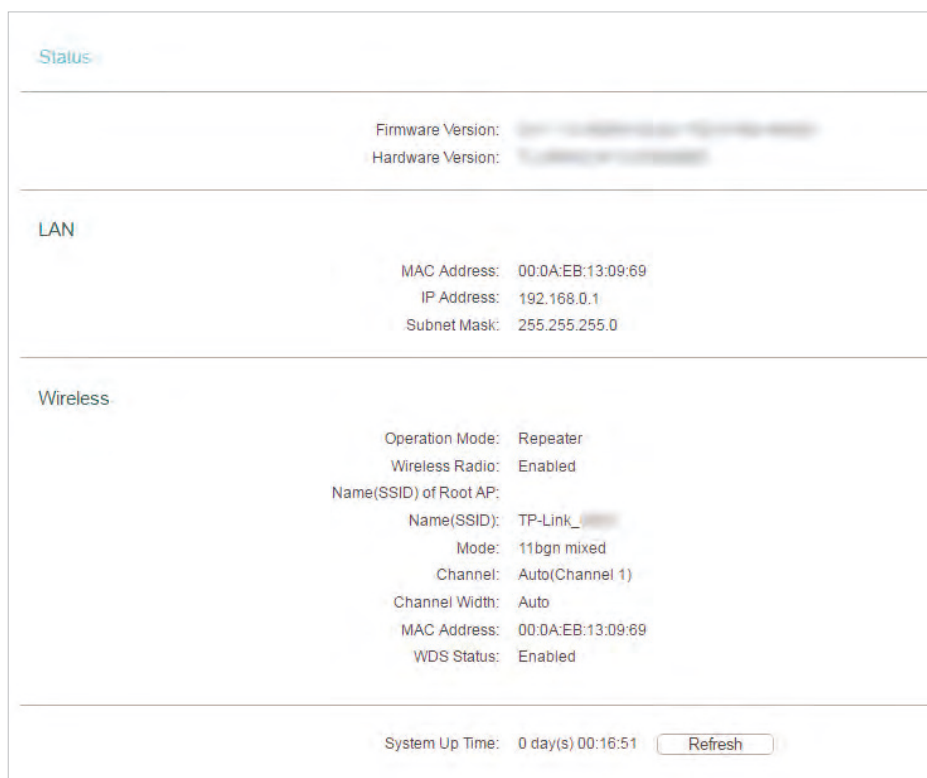 Status
Firmware Version:
Hardware Version:
LAN
MAC Address: 00:0A:EB:13:09:69
IP Address: 192.168.0.1
Subnet Mask: 255.255.255.0
Wireless
Operation Mode: Repeater
Wireless Radio: Enabled
Name(SSID) of Root AP:
Name(SSID): TP-Link_
Mode: 11bgn mixed
Channel: Auto(Channel 1)
Channel Width: Auto
MAC Address: 00:0A:EB:13:09:69
WDS Status: Enabled
System Up Time: 0 day(s) 00:16:51 Refresh